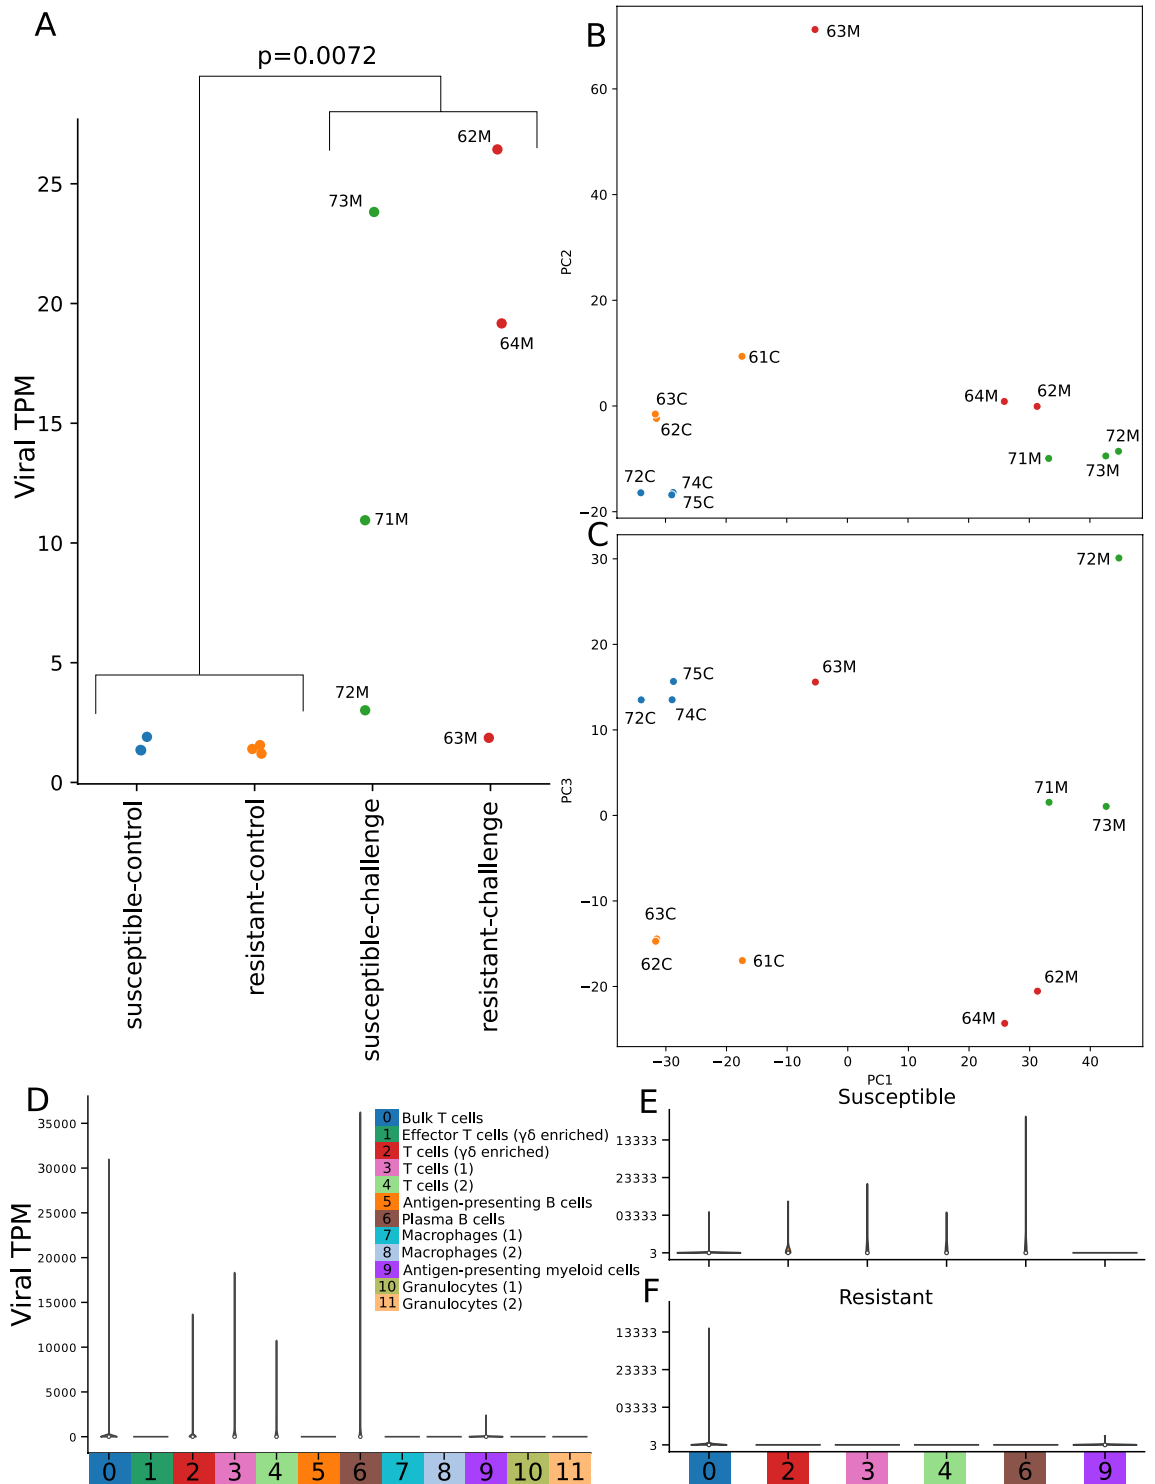 A
p=0.0072
62M
73M
64M
71M
72M
63M
25
20
15
10
5
0
Viral TPM
susceptible-control
resistant-control
susceptible-challenge
resistant-challenge
B
63M
60
40
20
0
−20
PC2
61C
63C
62C
72C
74C
75C
64M
62M
71M
72M
73M
C
72M
30
20
10
0
−10
−20
PC3
75C
72C
74C
63M
71M
73M
63C
62C
61C
62M
64M
−30
−20
−10
0
10
20
30
40
PC1
D
35000
30000
25000
20000
15000
10000
5000
0
Viral TPM
0 Bulk T cells
1 Effector T cells (γδ enriched)
2 T cells (γδ enriched)
3 T cells (1)
4 T cells (2)
5 Antigen-presenting B cells
6 Plasma B cells
7 Macrophages (1)
8 Macrophages (2)
9 Antigen-presenting myeloid cells
10 Granulocytes (1)
11 Granulocytes (2)
0 1 2 3 4 5 6 7 8 9 10 11
E
Susceptible
13333
23333
03333
3
F
Resistant
13333
23333
03333
3
0 2 3 4 6 9